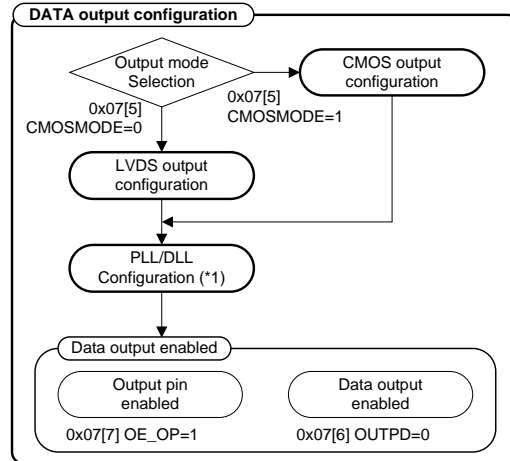 DATA output configuration
Output mode
Selection
CMOS output
configuration
0x07[5]
CMOSMODE=0
0x07[5]
CMOSMODE=1
LVDS output
configuration
PLL/DLL
Configuration (*1)
Data output enabled
Output pin
enabled
Data output
enabled
0x07[7] OE_OP=1
0x07[6] OUTPD=0